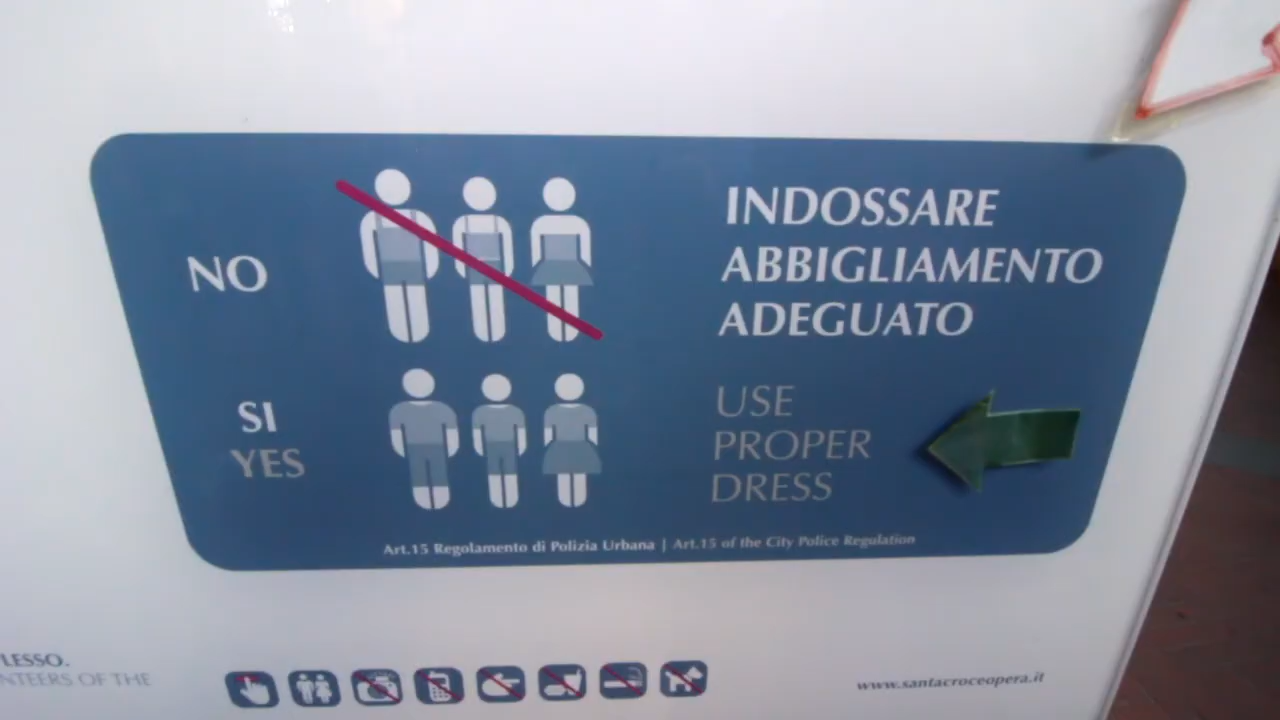 NO
INDOSSARE
ABBIGLIAMENTO
ADEGUATO
SI
YES
USE
PROPER
DRESS
Art.15 Regolamento di Polizia Urbana | Art.15 of the City Police Regulation
LESSO.
NTEERS OF THE
www.santacroceopera.it